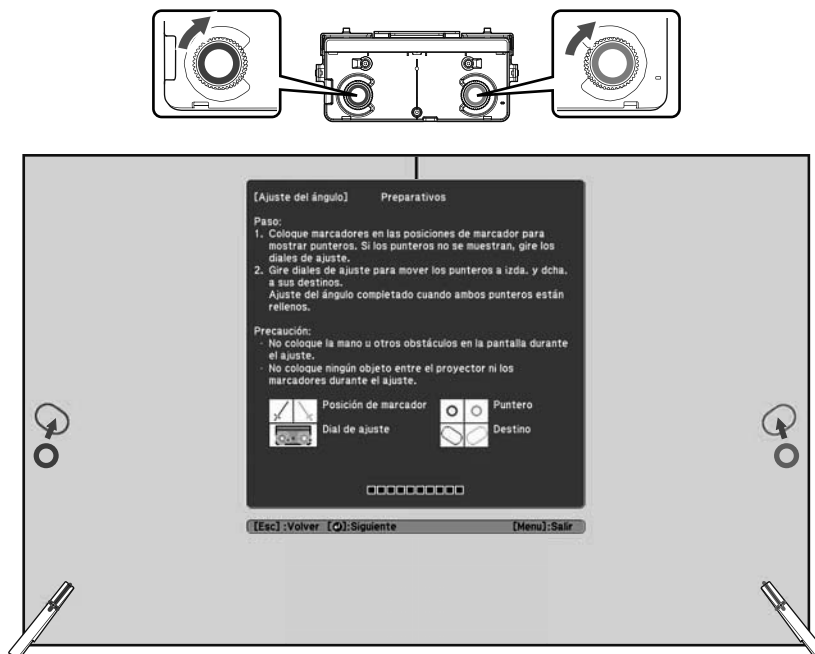 [Ajuste del ángulo] Preparativos
Paso:
1. Coloque marcadores en las posiciones de marcador para
mostrar punteros. Si los punteros no se muestran, gire los
diales de ajuste.
2. Gire diales de ajuste para mover los punteros a izda. y dcha.
a sus destinos.
Ajuste del ángulo completado cuando ambos punteros están
rellenos.
Precaución:
· No coloque la mano u otros obstáculos en la pantalla durante
el ajuste.
· No coloque ningún objeto entre el proyector ni los
marcadores durante el ajuste.
Posición de marcador Puntero
Dial de ajuste Destino
[Esc] :Volver [⏎]:Siguiente [Menu]:Salir